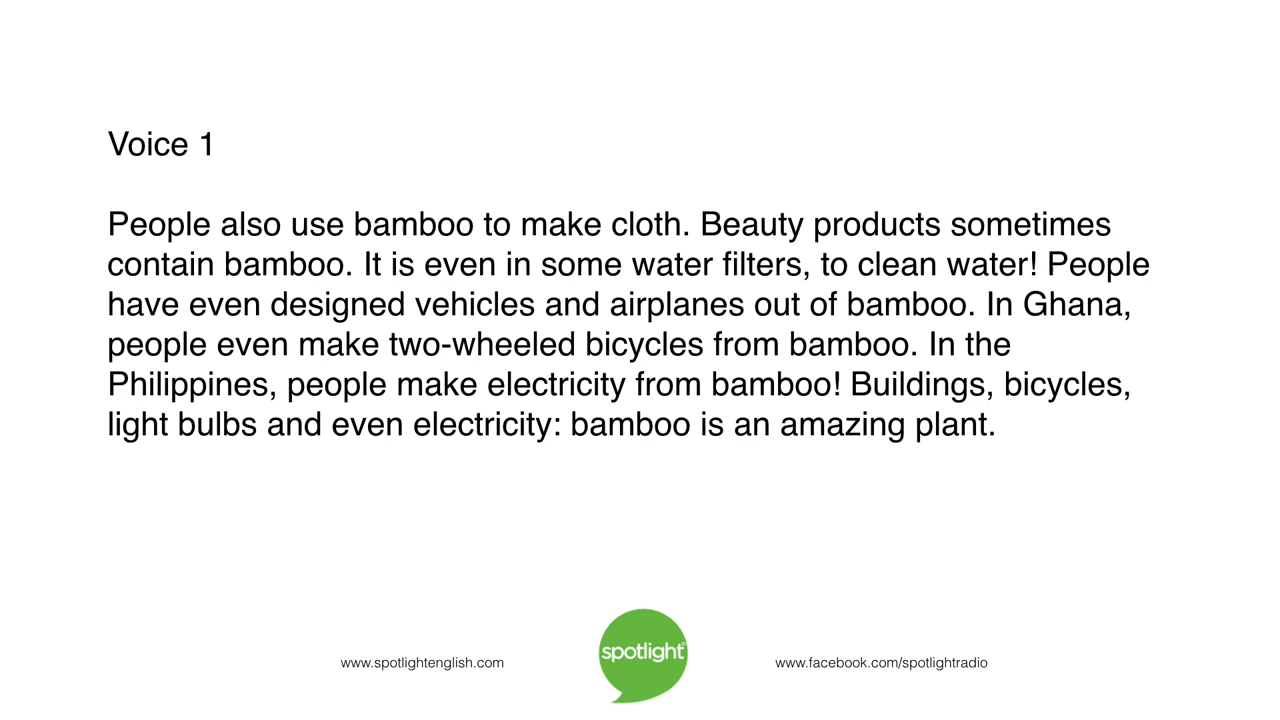 Voice 1
People also use bamboo to make cloth. Beauty products sometimes
contain bamboo. It is even in some water filters, to clean water! People
have even designed vehicles and airplanes out of bamboo. In Ghana,
people even make two-wheeled bicycles from bamboo. In the
Philippines, people make electricity from bamboo! Buildings, bicycles,
light bulbs and even electricity: bamboo is an amazing plant.
www.spotlightenglish.com
spotlight®
www.facebook.com/spotlightradio